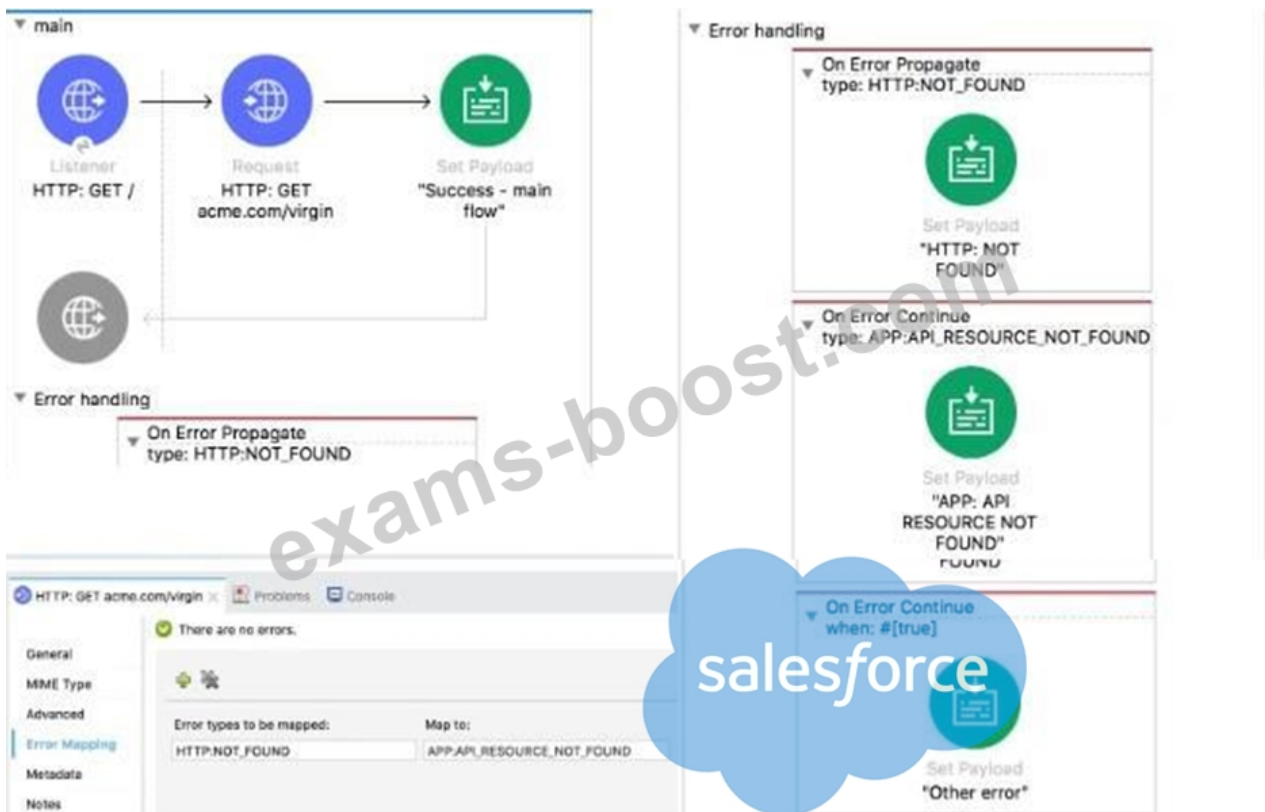 main
Listener
HTTP: GET /
Request
HTTP: GET
acme.com/virgin
Set Payload
"Success - main
flow"
Error handling
On Error Propagate
type: HTTP:NOT_FOUND
Error handling
On Error Propagate
type: HTTP:NOT_FOUND
Set Payload
"HTTP: NOT
FOUND"
On Error Continue
type: APP:API_RESOURCE_NOT_FOUND
Set Payload
"APP: API
RESOURCE NOT
FOUND"
FOUND
On Error Continue
when: #[true]
Set Payload
"Other error"
HTTP: GET acme.com/virgin
Problems
Console
There are no errors.
General
MIME Type
Advanced
Error Mapping
Metadata
Notes
Error types to be mapped:
Map to:
HTTP:NOT_FOUND
APP:API_RESOURCE_NOT_FOUND
exams-boost.com
salesforce